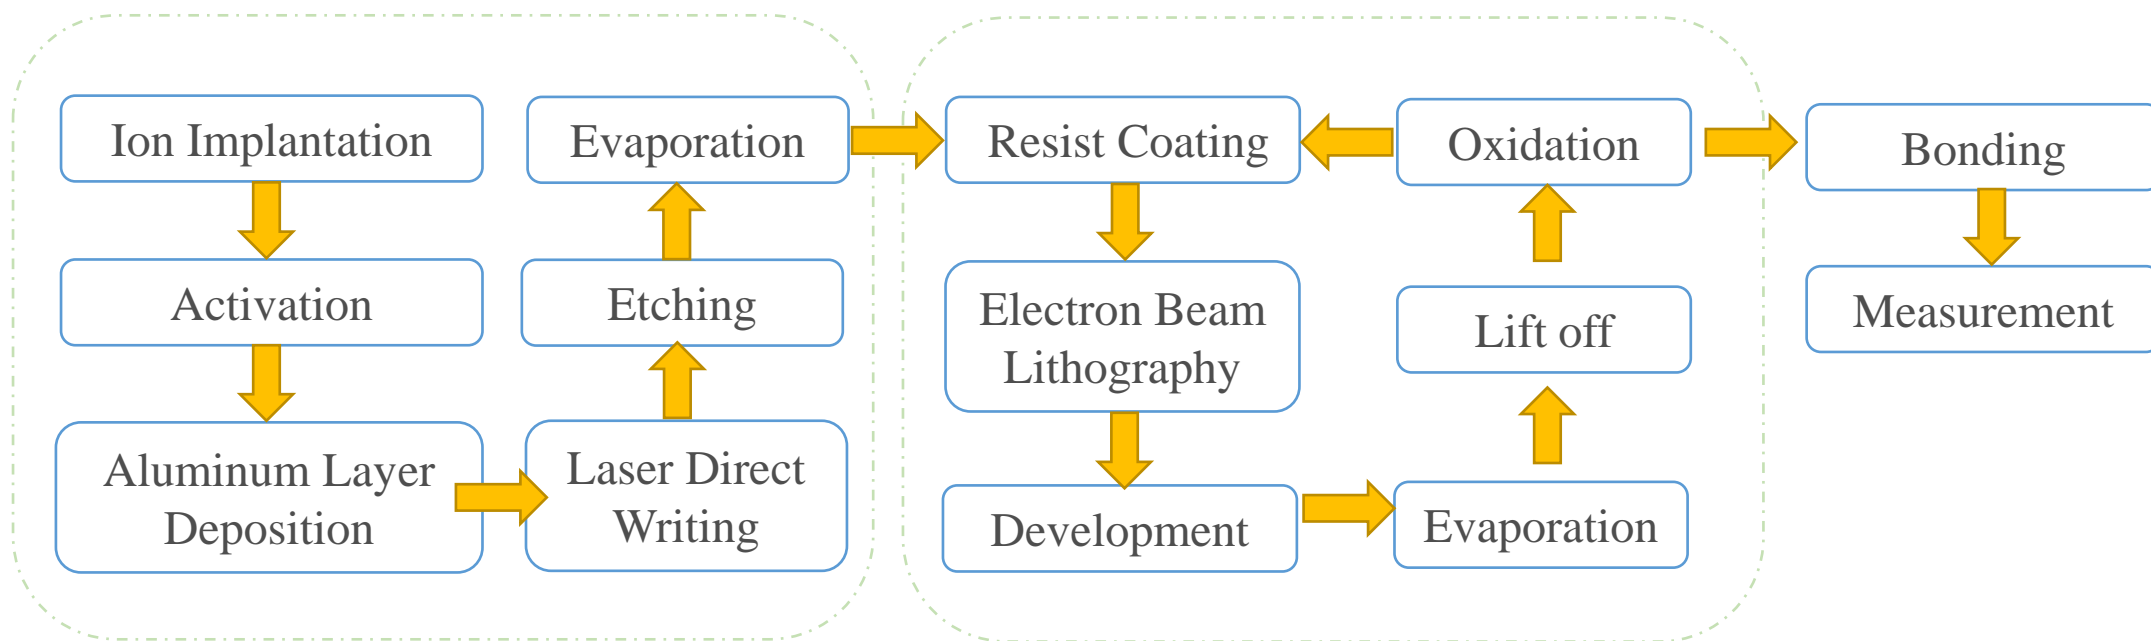 Ion Implantation
Activation
Aluminum Layer
Deposition
Laser Direct
Writing
Etching
Evaporation
Resist Coating
Electron Beam
Lithography
Development
Evaporation
Lift off
Oxidation
Bonding
Measurement